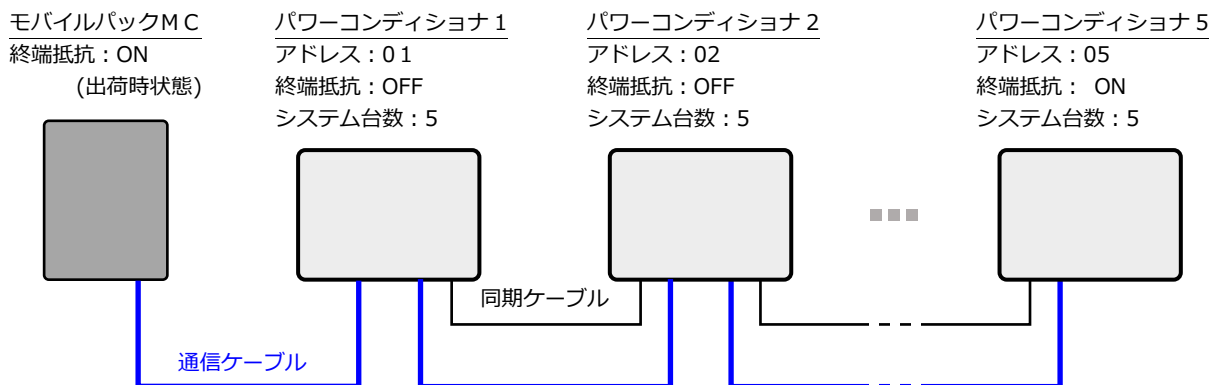 モバイルパックＭＣ
終端抵抗：ON
(出荷時状態)
パワーコンディショナ１
アドレス：0１
終端抵抗：OFF
システム台数：5
パワーコンディショナ２
アドレス：02
終端抵抗：OFF
システム台数：5
パワーコンディショナ５
アドレス：05
終端抵抗： ON
システム台数：5
同期ケーブル
通信ケーブル